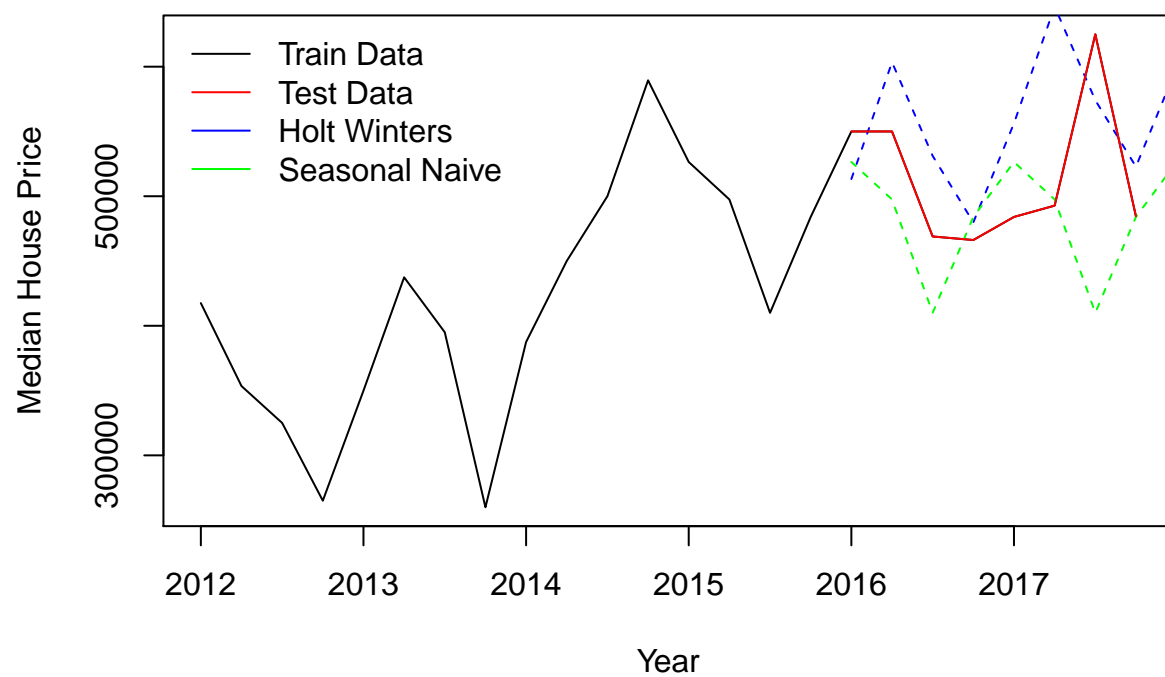 Train Data
Test Data
Holt Winters
Seasonal Naive
Median House Price
500000
300000
2012 2013 2014 2015 2016 2017
Year